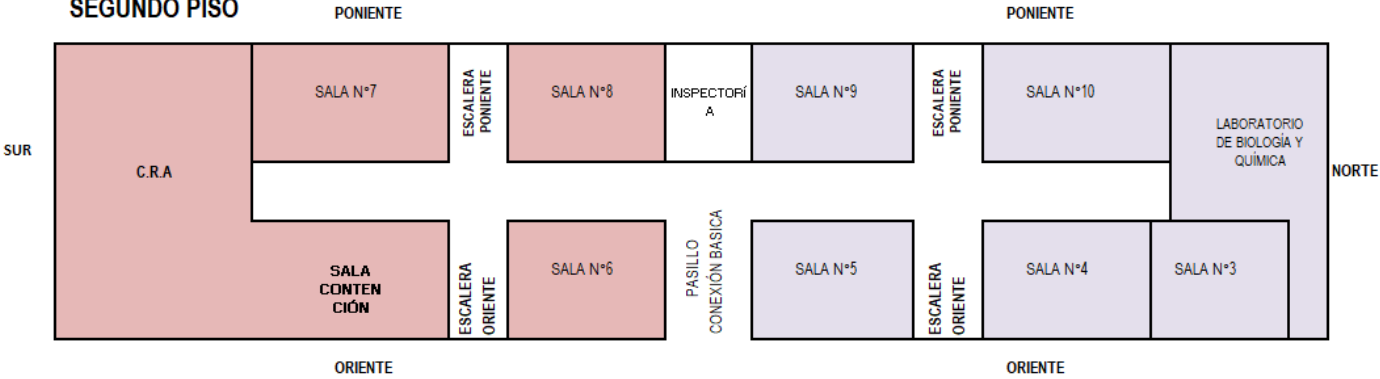 SEGUNDO PISO
PONIENTE
PONIENTE
SALA N°7
ESCALERA
PONIENTE
SALA N°8
INSPECTORÍ
A
SALA N°9
ESCALERA
PONIENTE
SALA N°10
LABORATORIO
DE BIOLOGÍA Y
QUÍMICA
SUR
C.R.A
NORTE
SALA
CONTEN
CIÓN
ESCALERA
ORIENTE
SALA N°6
PASILLO
CONEXIÓN BASICA
SALA N°5
ESCALERA
ORIENTE
SALA N°4
SALA N°3
ORIENTE
ORIENTE